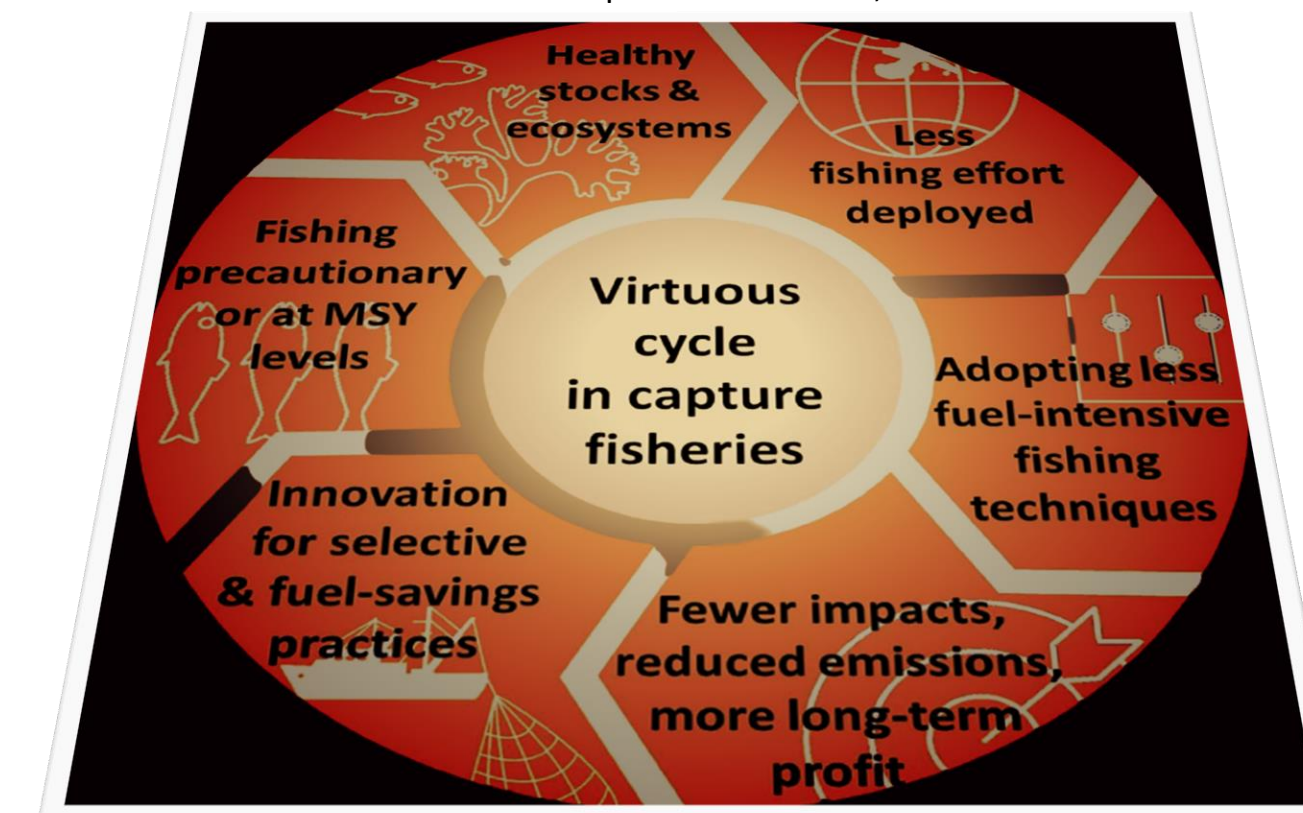 Virtuous
cycle
in capture
fisheries
Healthy
stocks &
ecosystems
Less
fishing effort
deployed
Adopting less
fuel-intensive
fishing
techniques
Fewer impacts,
reduced emissions,
more long-term
profit
Innovation
for selective
& fuel-savings
practices
Fishing
precautionary
or at MSY
levels